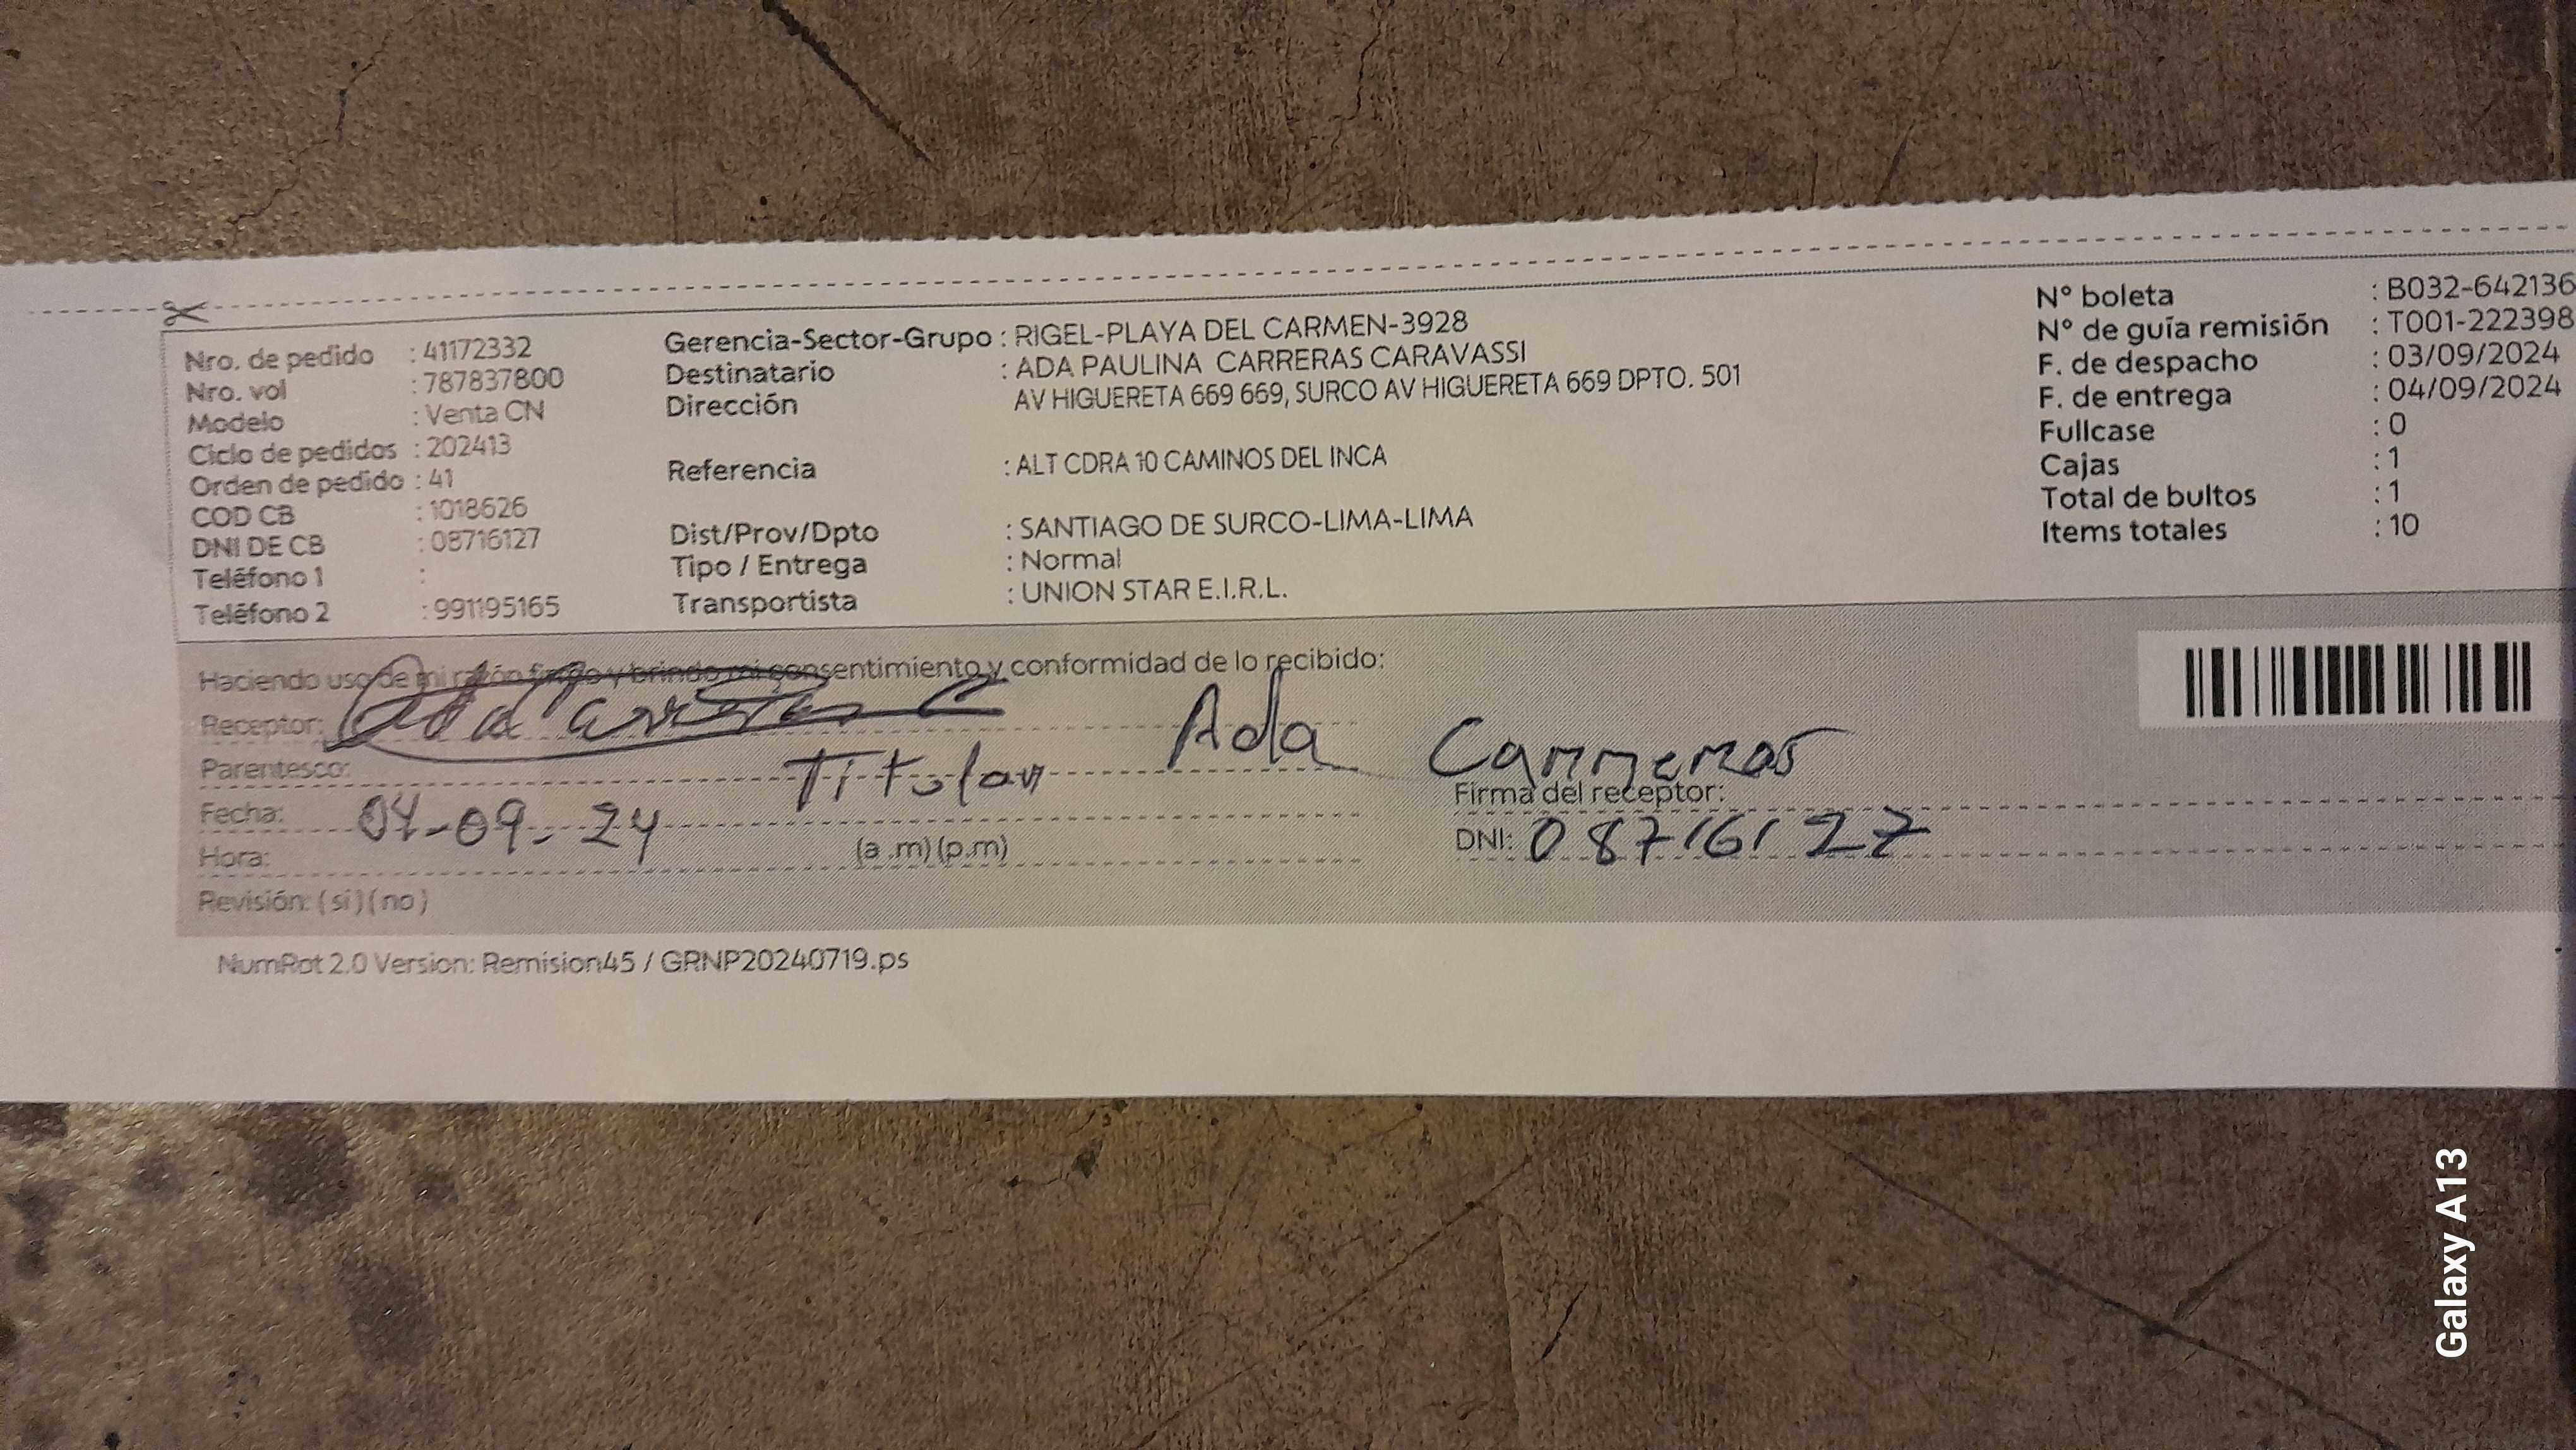 Nro. de pedido : 41172332
Nro. vol : 787837800
Modelo : Venta CN
Ciclo de pedidos : 202413
Orden de pedido : 41
COD CB : 1018626
DNI DE CB : 08716127
Teléfono 1 :
Teléfono 2 : 991195165
Gerencia-Sector-Grupo : RIGEL-PLAYA DEL CARMEN-3928
Destinatario : ADA PAULINA CARRERAS CARAVASSI
Dirección AV HIGUERETA 669 669, SURCO AV HIGUERETA 669 DPTO. 501
Referencia : ALT CDRA 10 CAMINOS DEL INCA
Dist/Prov/Dpto : SANTIAGO DE SURCO-LIMA-LIMA
Tipo / Entrega : Normal
Transportista : UNION STAR E.I.R.L.
N° boleta : B032-642136
N° de guía remisión : T001-222398
F. de despacho : 03/09/2024
F. de entrega : 04/09/2024
Fullcase : 0
Cajas : 1
Total de bultos : 1
Items totales : 10
Haciendo uso de mi razón firmo y brindo mi consentimiento y conformidad de lo recibido:
Receptor: Ada Carreras C Ada Carreras
Parentesco: Titular
Firma del receptor:
Fecha: 04-09-24
DNI: 08716127
Hora: (a .m) (p.m)
Revisión: (si) (no)
NumRot 2.0 Version: Remision45 / GRNP20240719.ps
Galaxy A13